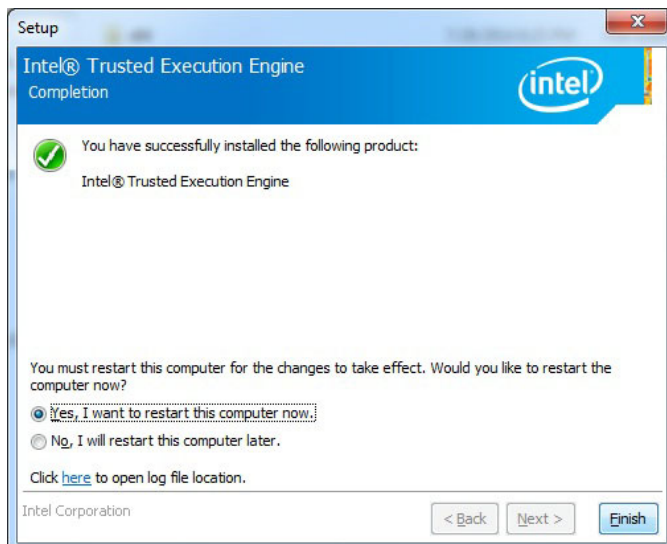 Setup
Intel® Trusted Execution Engine
Completion
intel
You have successfully installed the following product:
Intel® Trusted Execution Engine
You must restart this computer for the changes to take effect. Would you like to restart the
computer now?
Yes, I want to restart this computer now.
No, I will restart this computer later.
Click here to open log file location.
Intel Corporation
< Back Next > Finish